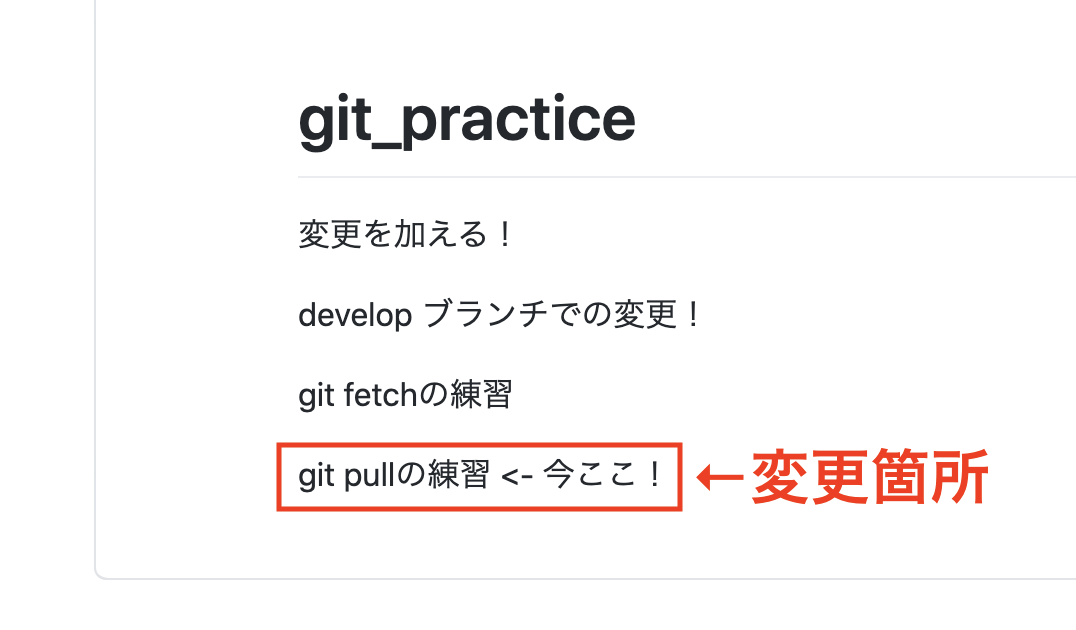 git_practice
変更を加える！
develop ブランチでの変更！
git fetchの練習
git pullの練習 <- 今ここ！ ←変更箇所